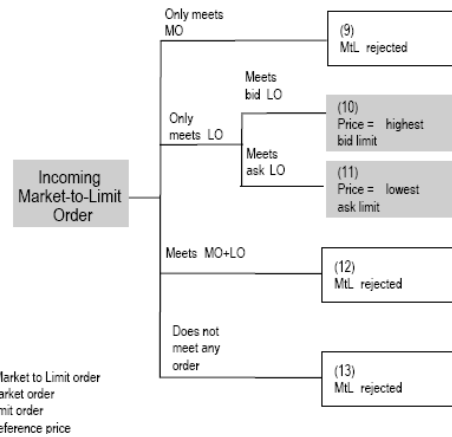 Only meets
MO
(9)
MtL rejected
Meets
bid LO
(10)
Price = highest
bid limit
Only
meets LO
Meets
ask LO
(11)
Price = lowest
ask limit
Incoming
Market-to-Limit
Order
Meets MO+LO
(12)
MtL rejected
Does not
meet any
order
(13)
MtL rejected
Market to Limit order
arket order
mit order
eference price